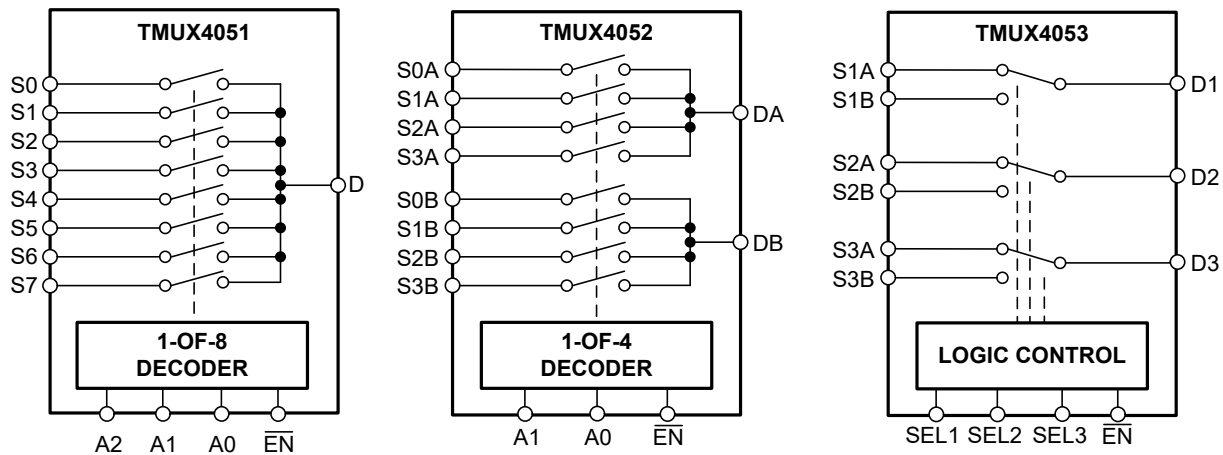 TMUX4051
S0
S1
S2
S3
S4
S5
S6
S7
D
1-OF-8
DECODER
A2 A1 A0 EN
TMUX4052
S0A
S1A
S2A
S3A
DA
S0B
S1B
S2B
S3B
DB
1-OF-4
DECODER
A1 A0 EN
TMUX4053
S1A
S1B
D1
S2A
S2B
D2
S3A
S3B
D3
LOGIC CONTROL
SEL1 SEL2 SEL3 EN